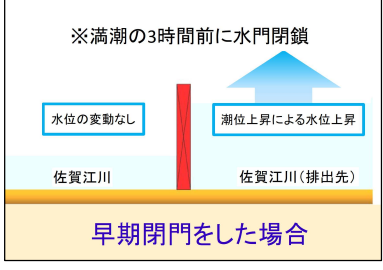 ※満潮の3時間前に水門閉鎖
水位の変動なし
潮位上昇による水位上昇
佐賀江川
佐賀江川(排出先)
早期閉門をした場合